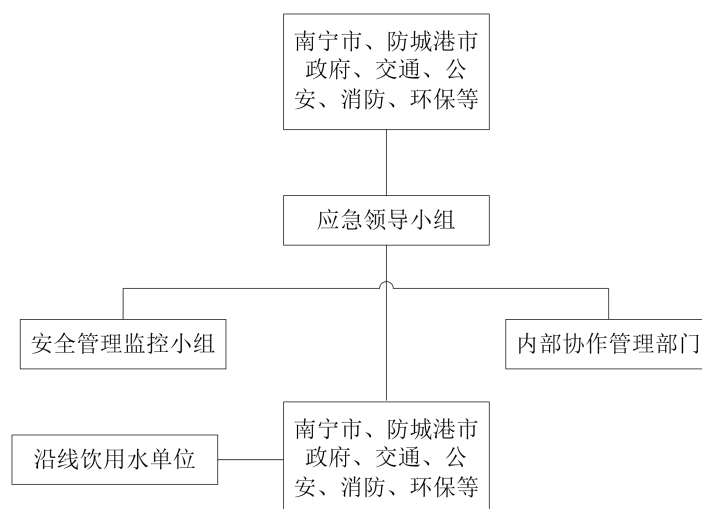 南宁市、防城港市
政府、交通、公
安、消防、环保等
应急领导小组
安全管理监控小组
内部协作管理部门
沿线饮用水单位
南宁市、防城港市
政府、交通、公
安、消防、环保等